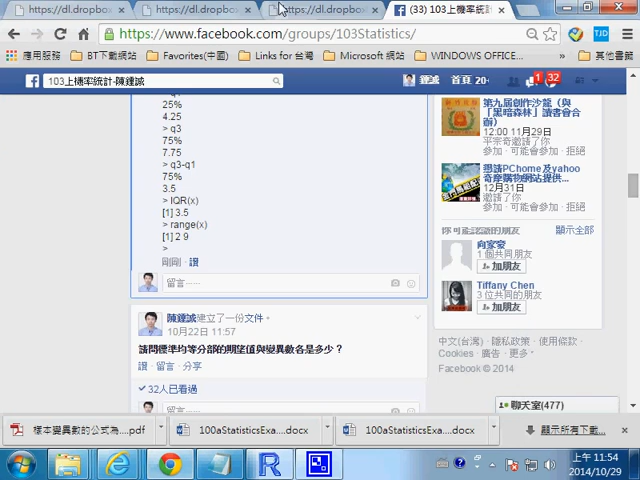 https://dl.dropbox
https://dl.dropbox
https://dl.dropbox
(33) 103上機率統計
https://www.facebook.com/groups/103Statistics/
應用服務
BT下載網站
Favorites(中國)
Links for 台灣
Microsoft 網站
WINDOWS OFFICE...
103上機率統計-陳鍾誠
鍾誠
首頁 20+
1
32
25%
4.25
> q3
75%
7.75
> q3-q1
75%
3.5
> IQR(x)
[1] 3.5
> range(x)
[1] 2 9
>
剛剛 · 讚
留言……
陳鍾誠建立了一份文件。
10月22日 11:57
請問標準均等分部的期望值與變異數各是多少？
讚 · 留言 · 分享
32人已看過
留言……
第九屆創作沙龍（與
「黑暗森林」讀書會合
辦）
12:00 11月29日
平宗奇邀請了你
參加 · 可能會參加 · 拒絕
懇請PChome及yahoo
奇摩購物網站提供...
12月31日
邀請了你
參加 · 可能會參加 · 拒絕
你可能認識的朋友
顯示全部
向家豪
1 個共同朋友
加朋友
Tiffany Chen
3 位共同的朋友
加朋友
中文(台灣) · 隱私政策 · 使用條款 ·
Cookies · 廣告 · 更多
Facebook © 2014
聊天室(477)
樣本變異數的公式為....pdf
100aStatisticsExa....docx
100aStatisticsExa....docx
顯示所有下載...
上午 11:54
2014/10/29